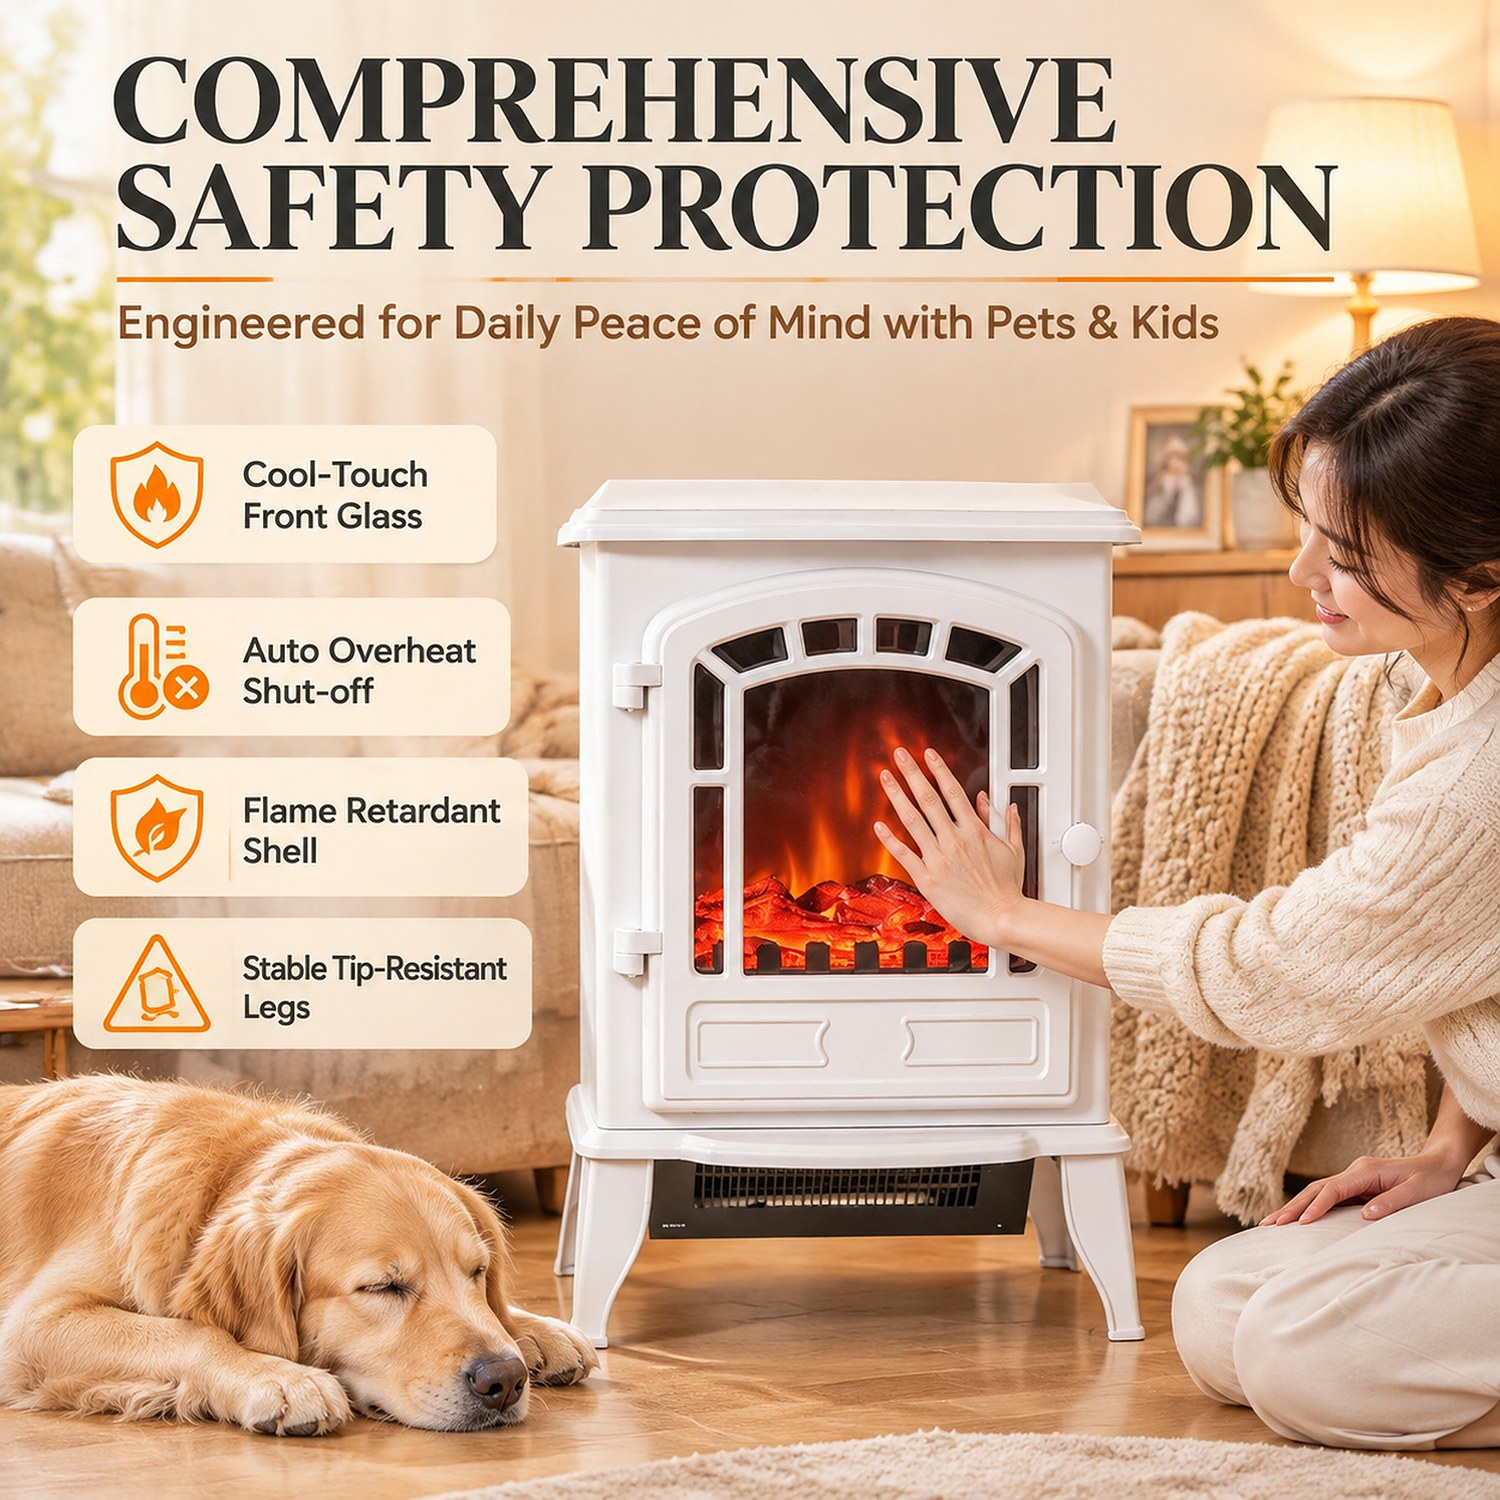 COMPREHENSIVE
SAFETY PROTECTION
Engineered for Daily Peace of Mind with Pets & Kids
Cool-Touch
Front Glass
Auto Overheat
Shut-off
Flame Retardant
Shell
Stable Tip-Resistant
Legs